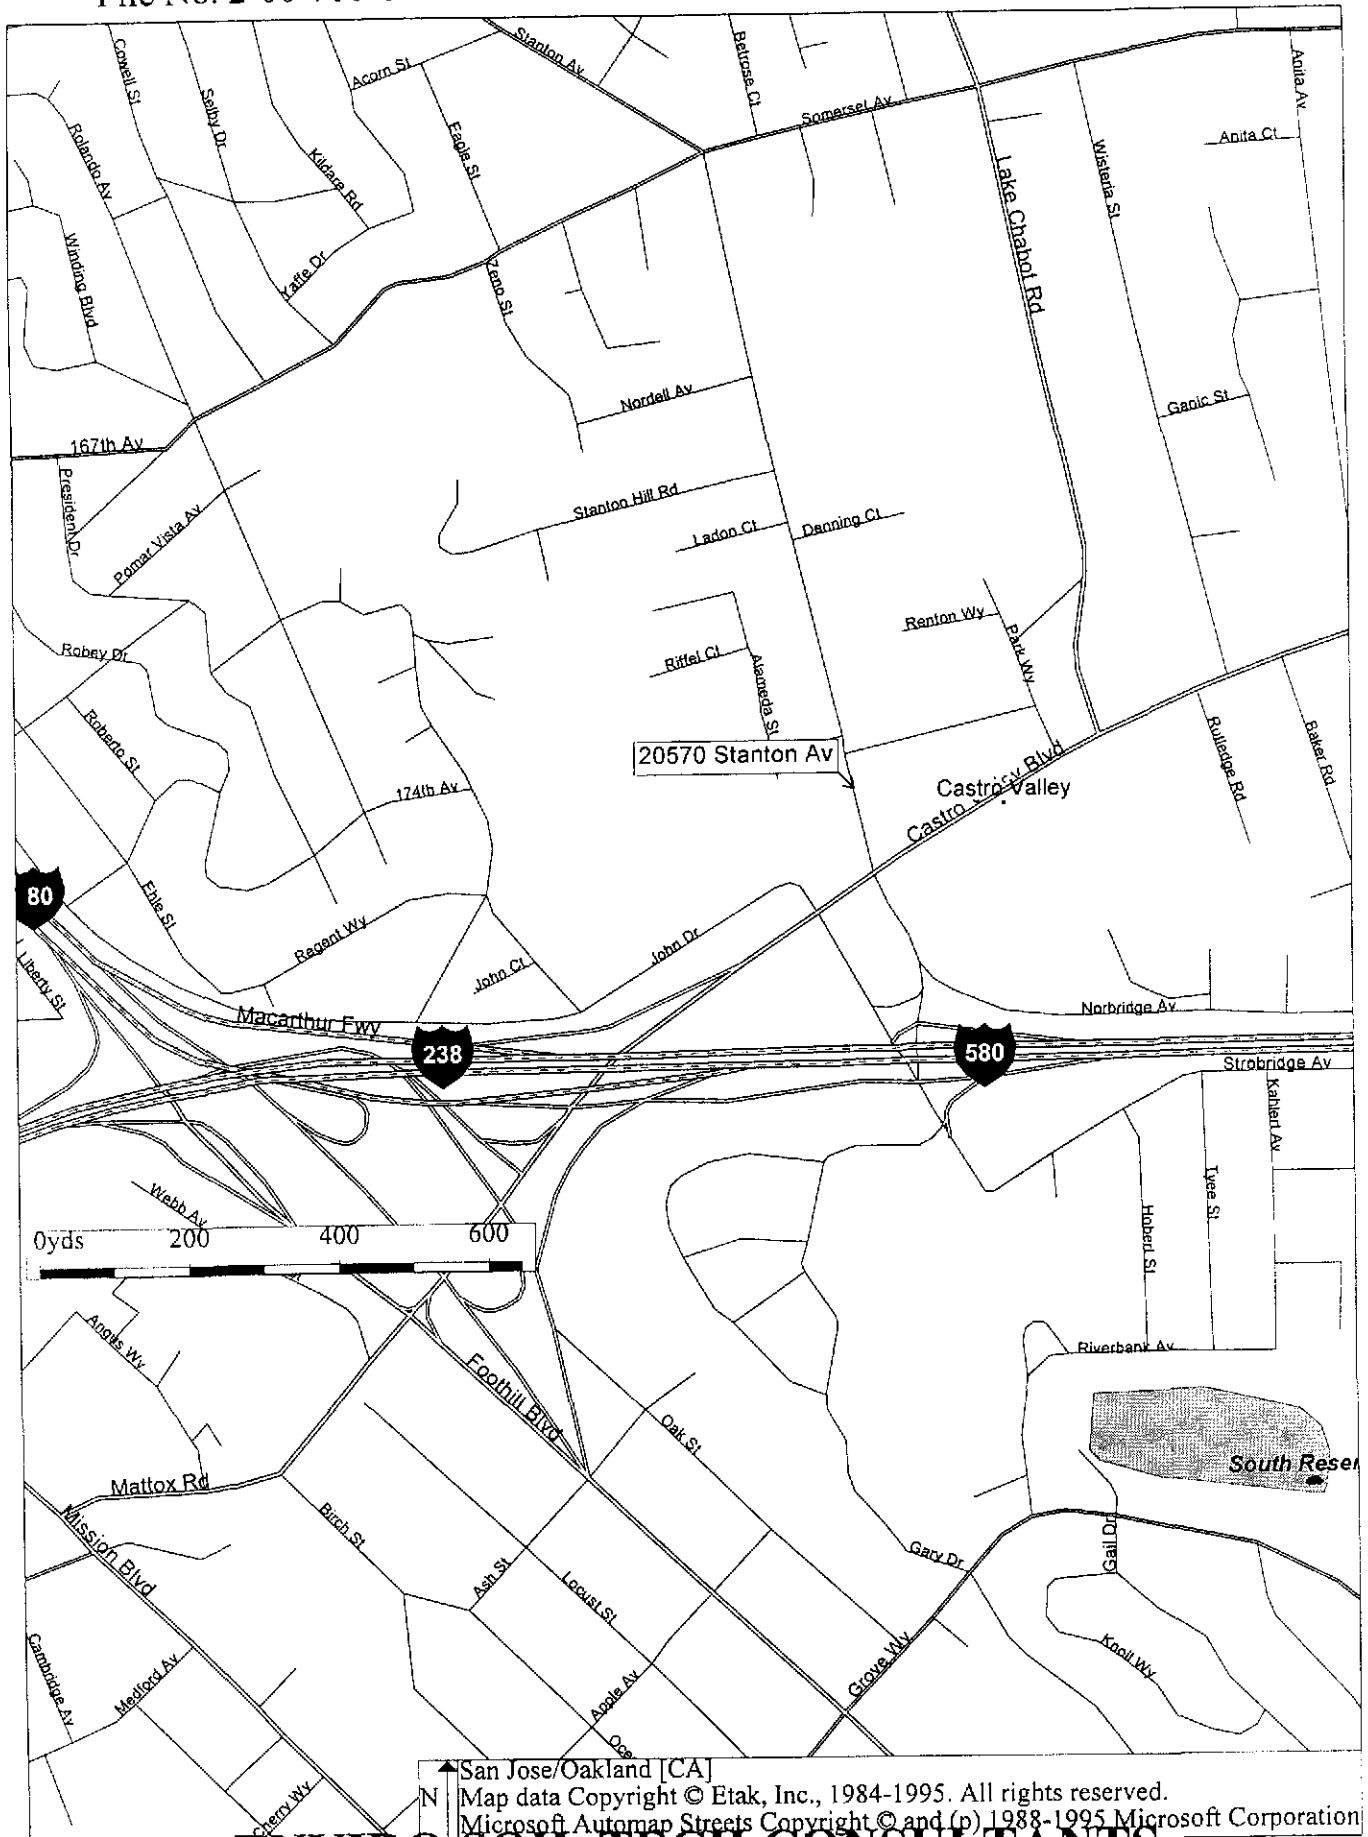 Stanton Av
Betrose Ct
Cowell St
Acorn St
Selby Dr
Anita Av
Somerset Av
Rolando Av
Eagle St
Kildare Rd
Anita Ct
Wisteria St
Lake Chabot Rd
Winding Blvd
Yaffe Dr
Zeno St
Nordell Av
Ganic St
167th Av
President Dr
Stanton Hill Rd
Pomar Vista Av
Ladon Ct
Danning Ct
Renton Wy
Park Wy
Robey Dr
Riffel Ct
Alameda St
Roberto St
20570 Stanton Av
Rutledge Rd
Baker Rd
Castro Valley
Castro
Blvd
174th Av
80
Ehle St
Regent Wy
John Dr
John Ct
Liberty St
Norbridge Av
Macarthur Fwy
238
580
Strobridge Av
Kahlert Av
Tyee St
Webb Av
Hobert St
0yds 200 400 600
Angus Wy
Riverbank Av
Foothill Blvd
Oak St
South Reser
Mattox Rd
Mission Blvd
Birch St
Ash St
Locust St
Gary Dr
Gail Dr
Cambridge Av
Medford Av
Apple Av
Grove Wy
Knoll Wy
Cherry Wy
N
San Jose/Oakland [CA]
Map data Copyright © Etak, Inc., 1984-1995. All rights reserved.
Microsoft Automap Streets Copyright © and (p) 1988-1995 Microsoft Corporation